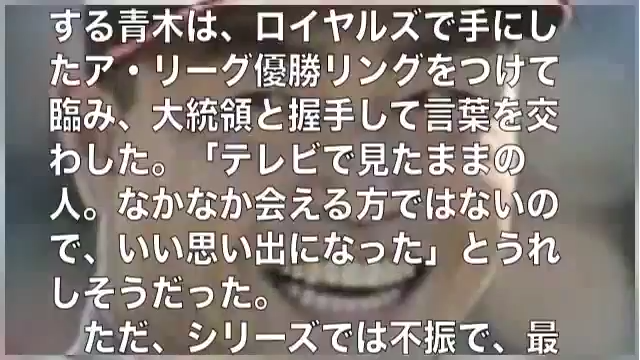 する青木は、ロイヤルズで手にし
たア・リーグ優勝リングをつけて
臨み、大統領と握手して言葉を交
わした。「テレビで見たままの
人。なかなか会える方ではないの
で、いい思い出になった」とうれ
しそうだった。
ただ、シリーズでは不振で、最